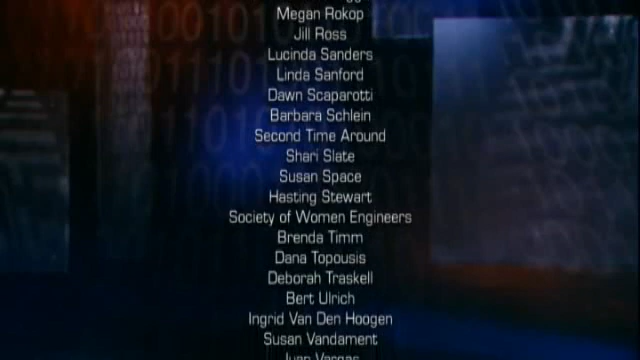 Megan Rokop
Jill Ross
Lucinda Sanders
Linda Sanford
Dawn Scaparotti
Barbara Schlein
Second Time Around
Shari Slate
Susan Space
Hasting Stewart
Society of Women Engineers
Brenda Timm
Dana Topousis
Deborah Traskell
Bert Ulrich
Ingrid Van Den Hoogen
Susan Vandament
Juan Vargas